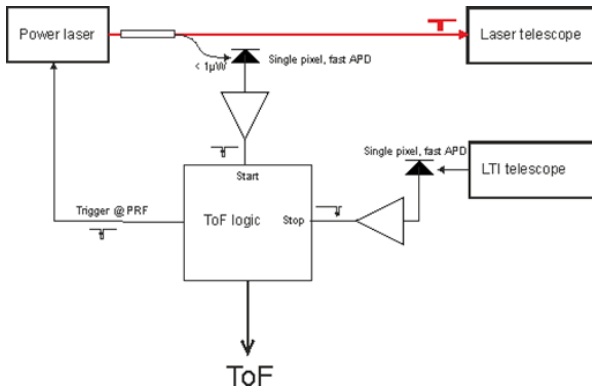 Power laser
Laser telescope
< 1µW
Single pixel, fast APD
Single pixel, fast APD
LTI telescope
Start
Trigger @ PRF
ToF logic
Stop
ToF